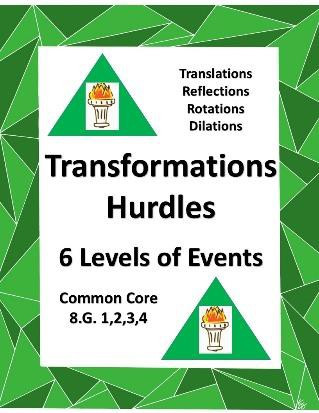 Translations
Reflections
Rotations
Dilations
Transformations
Hurdles
6 Levels of Events
Common Core
8.G. 1,2,3,4